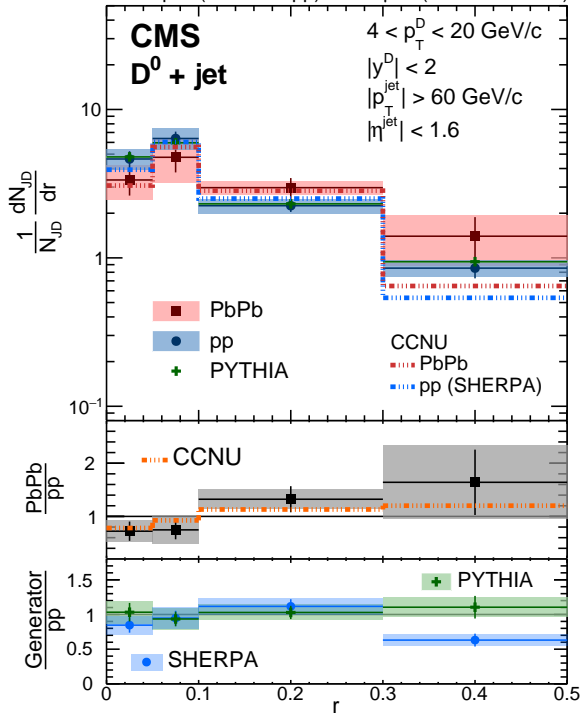 CMS
D⁰ + jet
4 < p_T^D < 20 GeV/c
|y^D| < 2
|p_T^jet| > 60 GeV/c
|η^jet| < 1.6
10
1
10⁻¹
1/N_JD dN_JD/dr
PbPb
pp
PYTHIA
CCNU
PbPb
pp (SHERPA)
2
1
PbPb/pp
CCNU
1.5
1
0.5
0
Generator/pp
PYTHIA
SHERPA
0 0.1 0.2 0.3 0.4 0.5
r